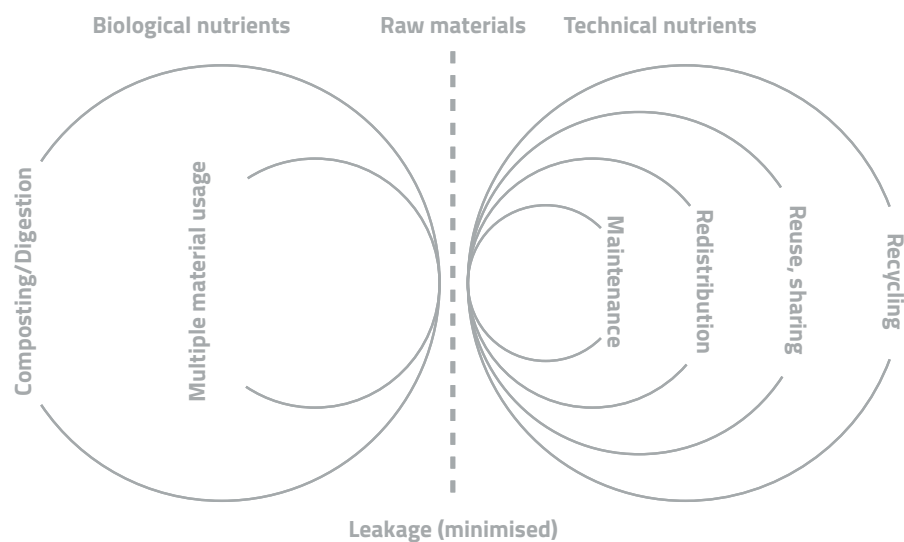 Biological nutrients
Raw materials
Technical nutrients
Composting/Digestion
Multiple material usage
Maintenance
Redistribution
Reuse, sharing
Recycling
Leakage (minimised)